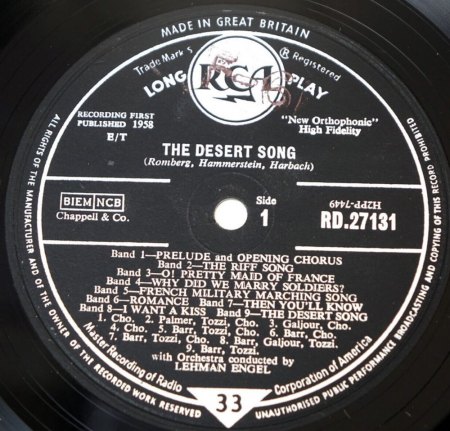 MADE IN GREAT BRITAIN
Trade Mark S
® Registered
LONG RCA PLAY
RECORDING FIRST
PUBLISHED 1958
E/T
"New Orthophonic"
High Fidelity
THE DESERT SONG
(Romberg, Hammerstein, Harbach)
BIEM NCB
Chappell & Co.
Side
1
H2PP-7449
RD.27131
Band 1—PRELUDE and OPENING CHORUS
Band 2—THE RIFF SONG
Band 3—O! PRETTY MAID OF FRANCE
Band 4—WHY DID WE MARRY SOLDIERS?
Band 5—FRENCH MILITARY MARCHING SONG
Band 6—ROMANCE Band 7—THEN YOU'LL KNOW
Band 8—I WANT A KISS Band 9—THE DESERT SONG
1. Cho. 2. Palmer, Tozzi, Cho. 3. Galjour, Cho.
4. Cho. 5. Barr, Tozzi, Cho. 6. Barr, Cho.
7. Barr, Tozzi, Cho. 8. Barr, Galjour, Tozzi.
9. Barr, Tozzi.
with Orchestra conducted by
LEHMAN ENGEL
Master Recording of Radio Corporation of America
33
ALL RIGHTS OF THE MANUFACTURER AND OF THE OWNER OF THE RECORDED WORK RESERVED
UNAUTHORISED PUBLIC PERFORMANCE BROADCASTING AND COPYING OF THIS RECORD PROHIBITED